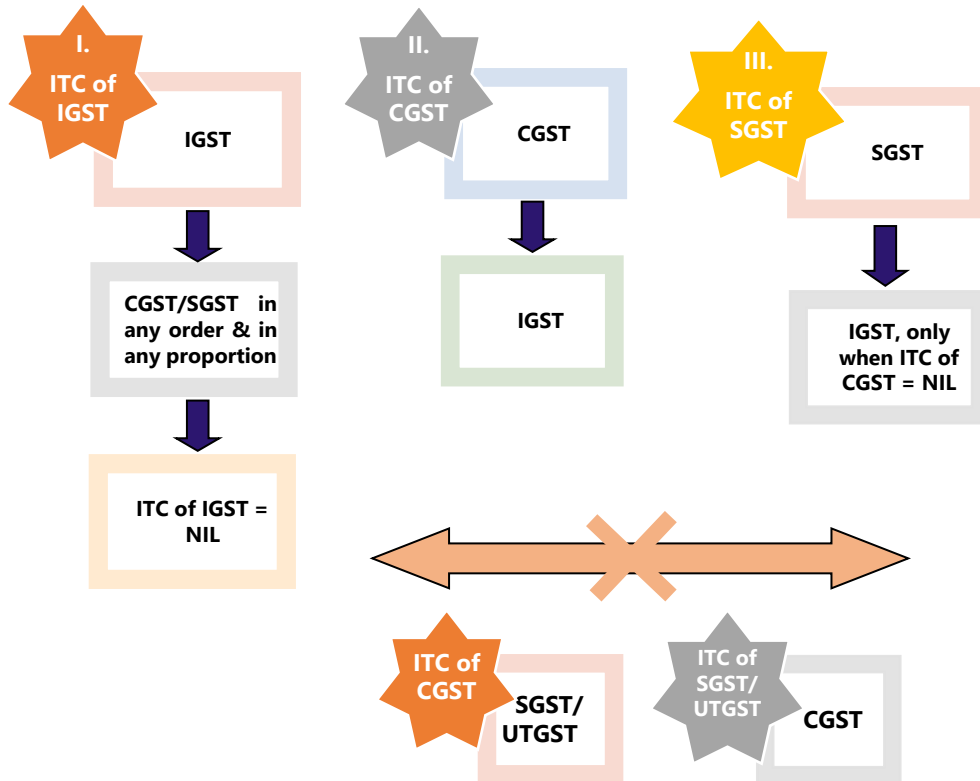 I.
ITC of
IGST
IGST
CGST/SGST in
any order & in
any proportion
ITC of IGST =
NIL
II.
ITC of
CGST
CGST
IGST
III.
ITC of
SGST
SGST
IGST, only
when ITC of
CGST = NIL
ITC of
CGST
SGST/
UTGST
ITC of
SGST/
UTGST
CGST